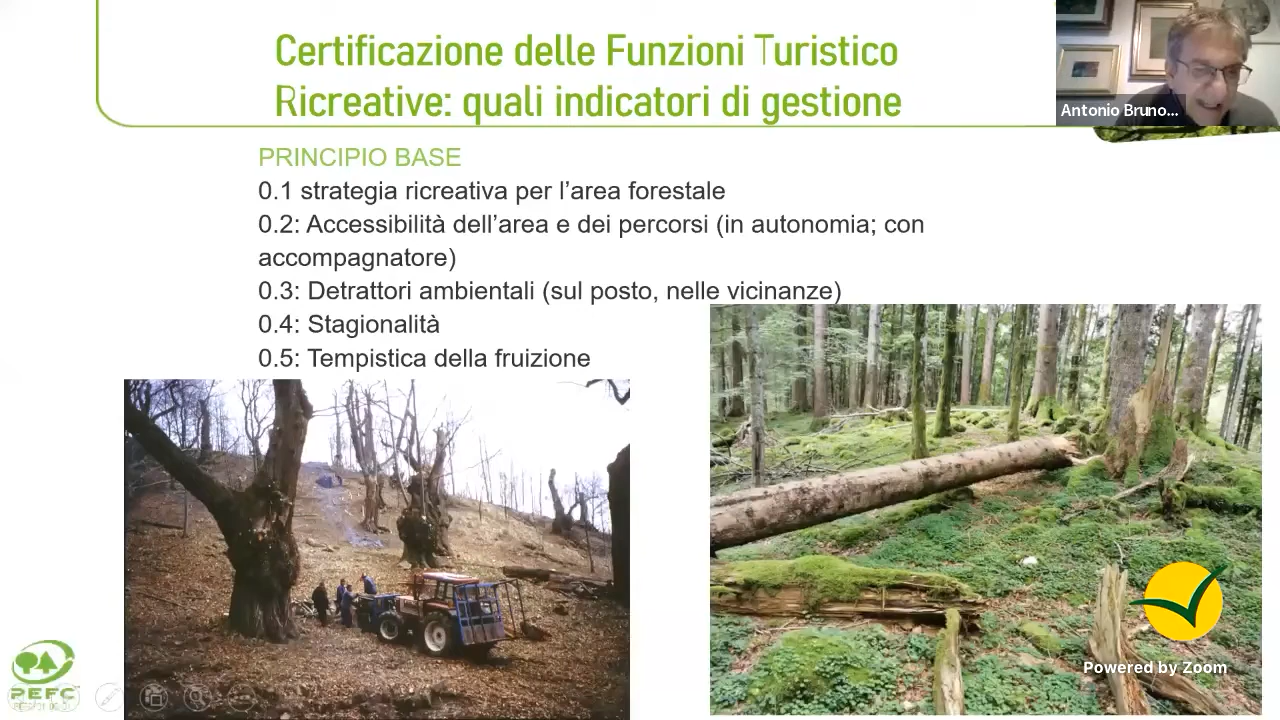 Certificazione delle Funzioni Turistico
Ricreative: quali indicatori di gestione
Antonio Bruno...
PRINCIPIO BASE
0.1 strategia ricreativa per l’area forestale
0.2: Accessibilità dell’area e dei percorsi (in autonomia; con
accompagnatore)
0.3: Detrattori ambientali (sul posto, nelle vicinanze)
0.4: Stagionalità
0.5: Tempistica della fruizione
Powered by Zoom
PEFC